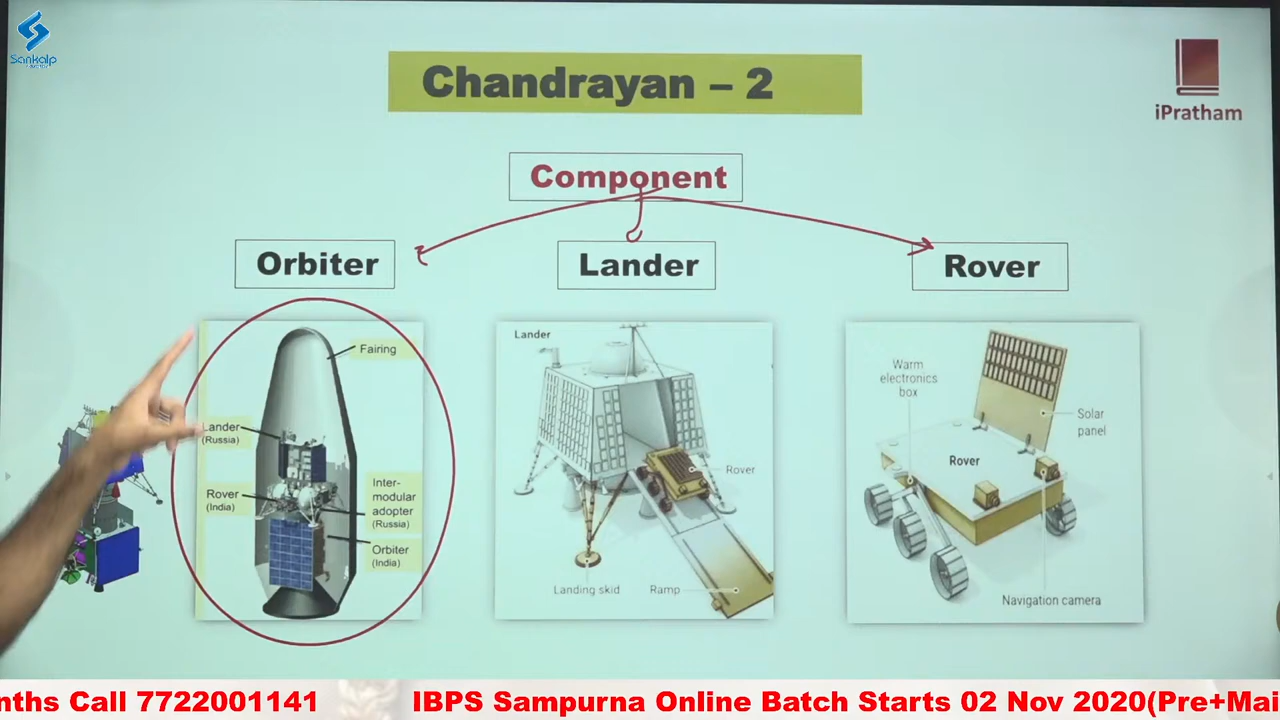 Sankalp
iPratham
Chandrayan – 2
Component
Orbiter
Lander
Rover
Fairing
Lander
(Russia)
Rover
(India)
Inter-
modular
adopter
(Russia)
Orbiter
(India)
Lander
Rover
Landing skid
Ramp
Warm
electronics
box
Solar
panel
Rover
Navigation camera
nths Call 7722001141
IBPS Sampurna Online Batch Starts 02 Nov 2020(Pre+Mai